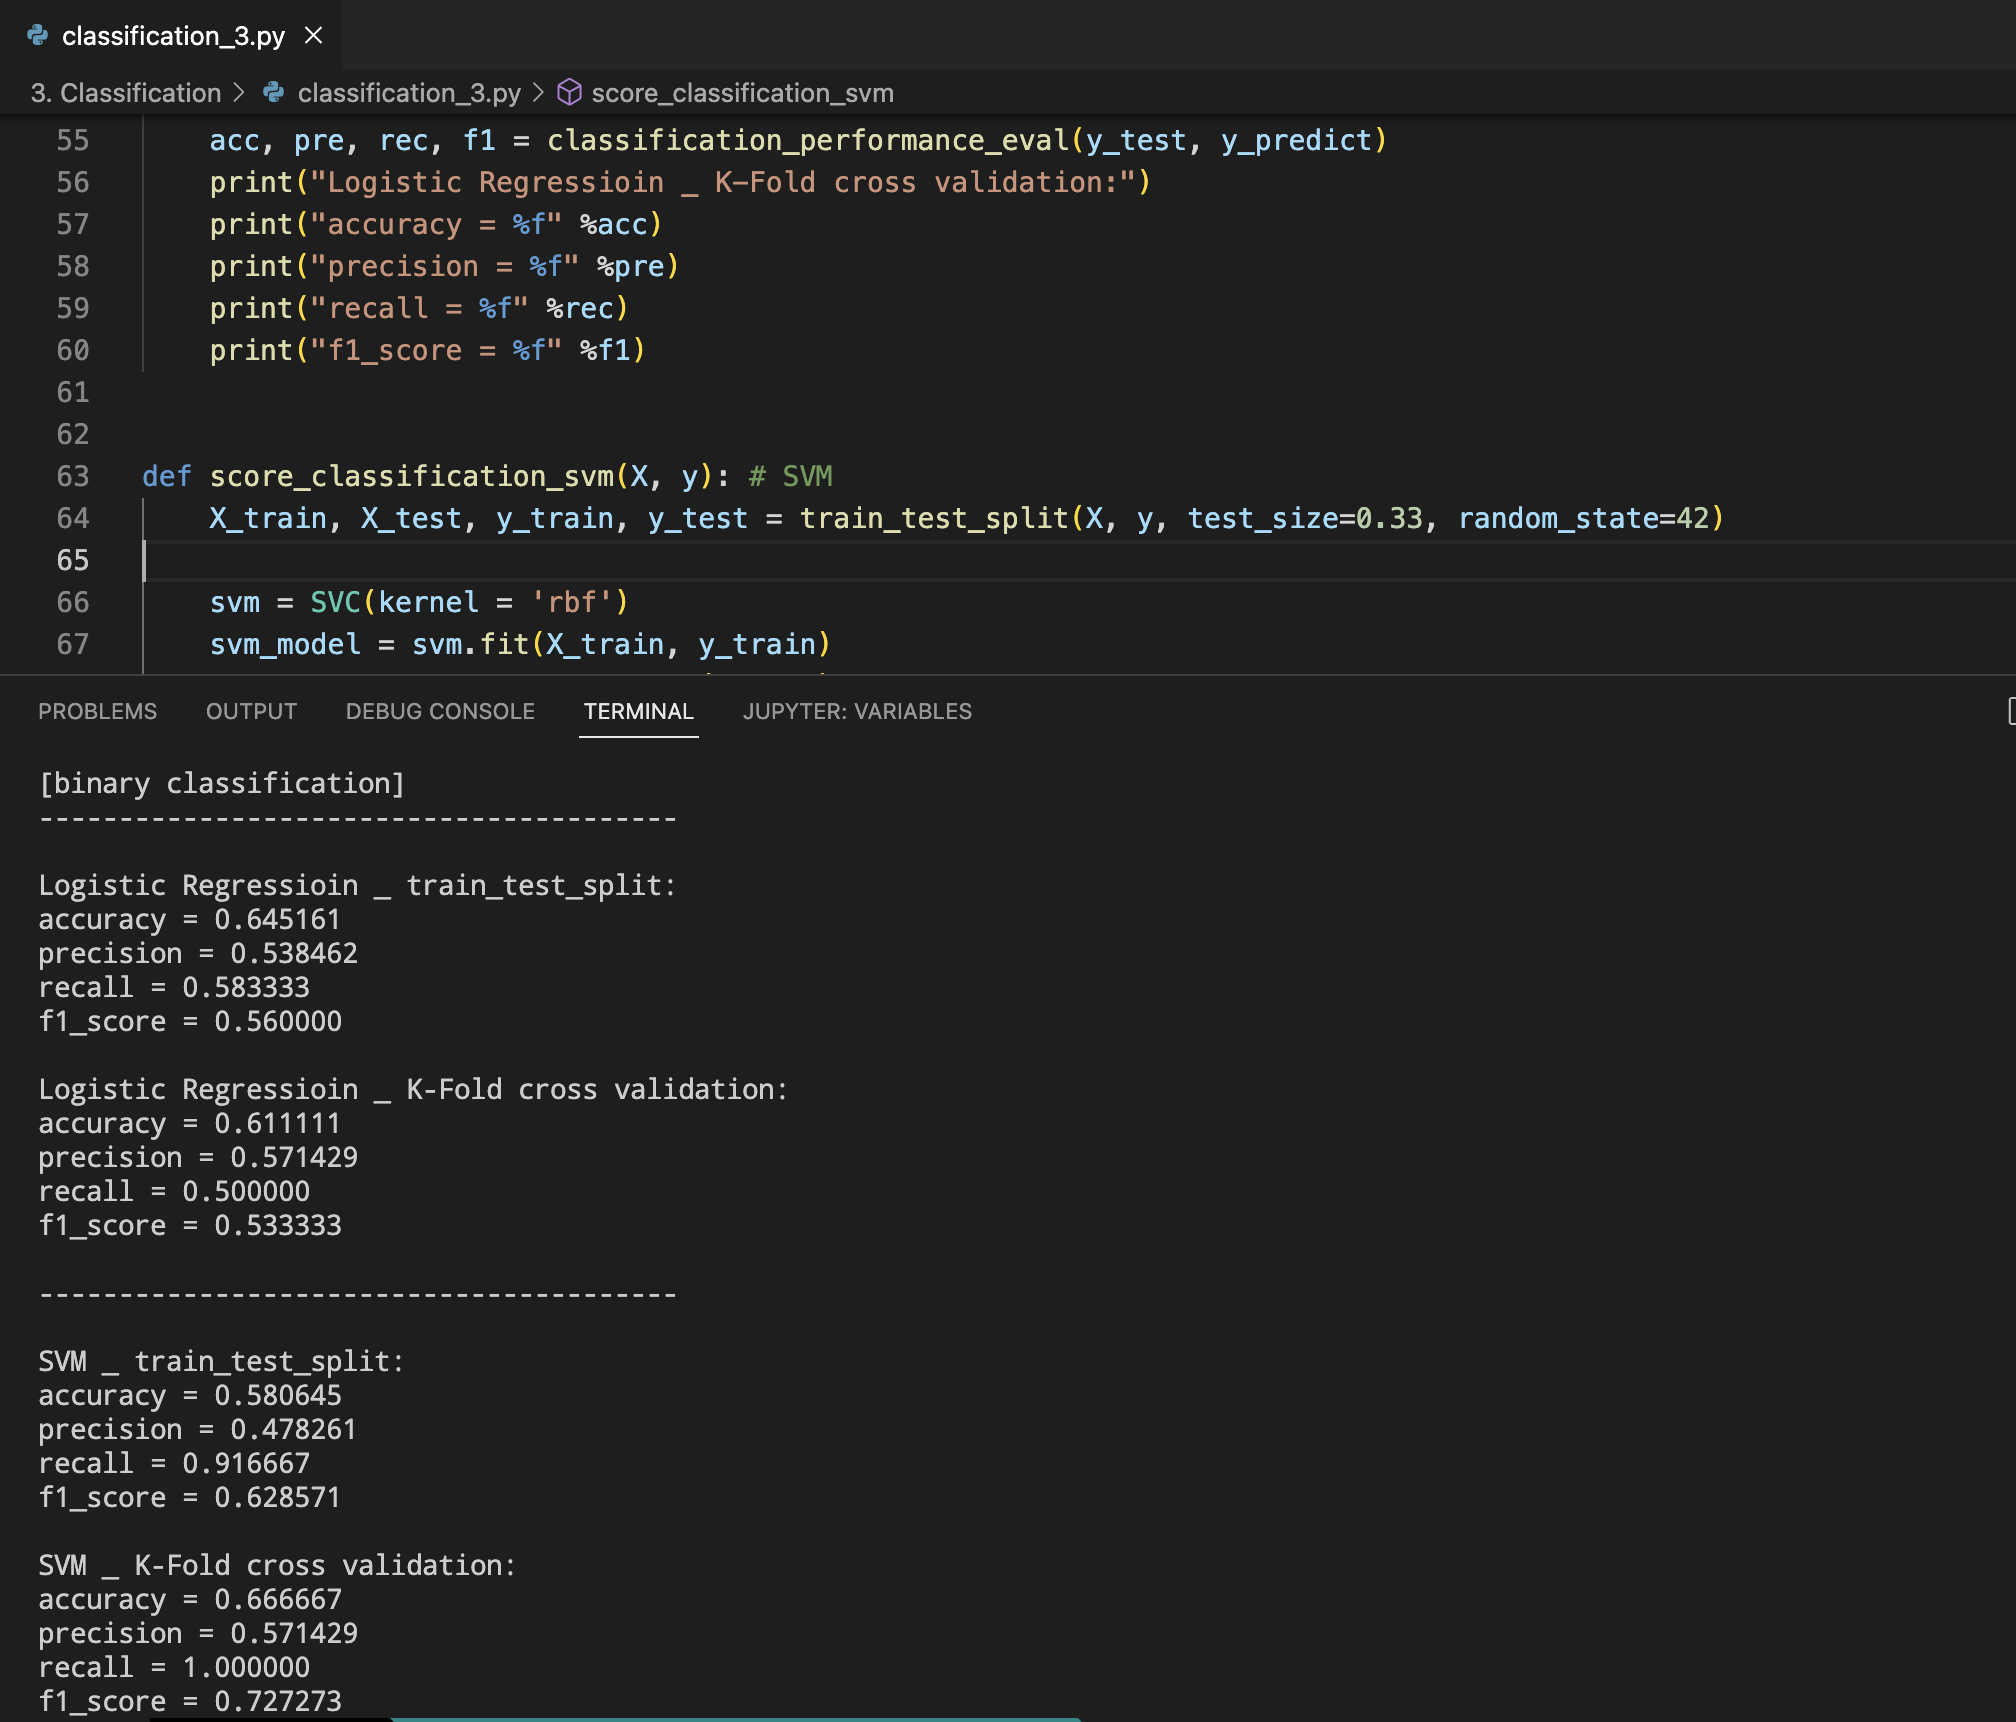 classification_3.py
3. Classification > classification_3.py > score_classification_svm
55 acc, pre, rec, f1 = classification_performance_eval(y_test, y_predict)
56 print("Logistic Regressioin _ K-Fold cross validation:")
57 print("accuracy = %f" %acc)
58 print("precision = %f" %pre)
59 print("recall = %f" %rec)
60 print("f1_score = %f" %f1)
61
62
63 def score_classification_svm(X, y): # SVM
64 X_train, X_test, y_train, y_test = train_test_split(X, y, test_size=0.33, random_state=42)
65
66 svm = SVC(kernel = 'rbf')
67 svm_model = svm.fit(X_train, y_train)
PROBLEMS OUTPUT DEBUG CONSOLE TERMINAL JUPYTER: VARIABLES
[binary classification]
----------------------------------------
Logistic Regressioin _ train_test_split:
accuracy = 0.645161
precision = 0.538462
recall = 0.583333
f1_score = 0.560000
Logistic Regressioin _ K-Fold cross validation:
accuracy = 0.611111
precision = 0.571429
recall = 0.500000
f1_score = 0.533333
----------------------------------------
SVM _ train_test_split:
accuracy = 0.580645
precision = 0.478261
recall = 0.916667
f1_score = 0.628571
SVM _ K-Fold cross validation:
accuracy = 0.666667
precision = 0.571429
recall = 1.000000
f1_score = 0.727273